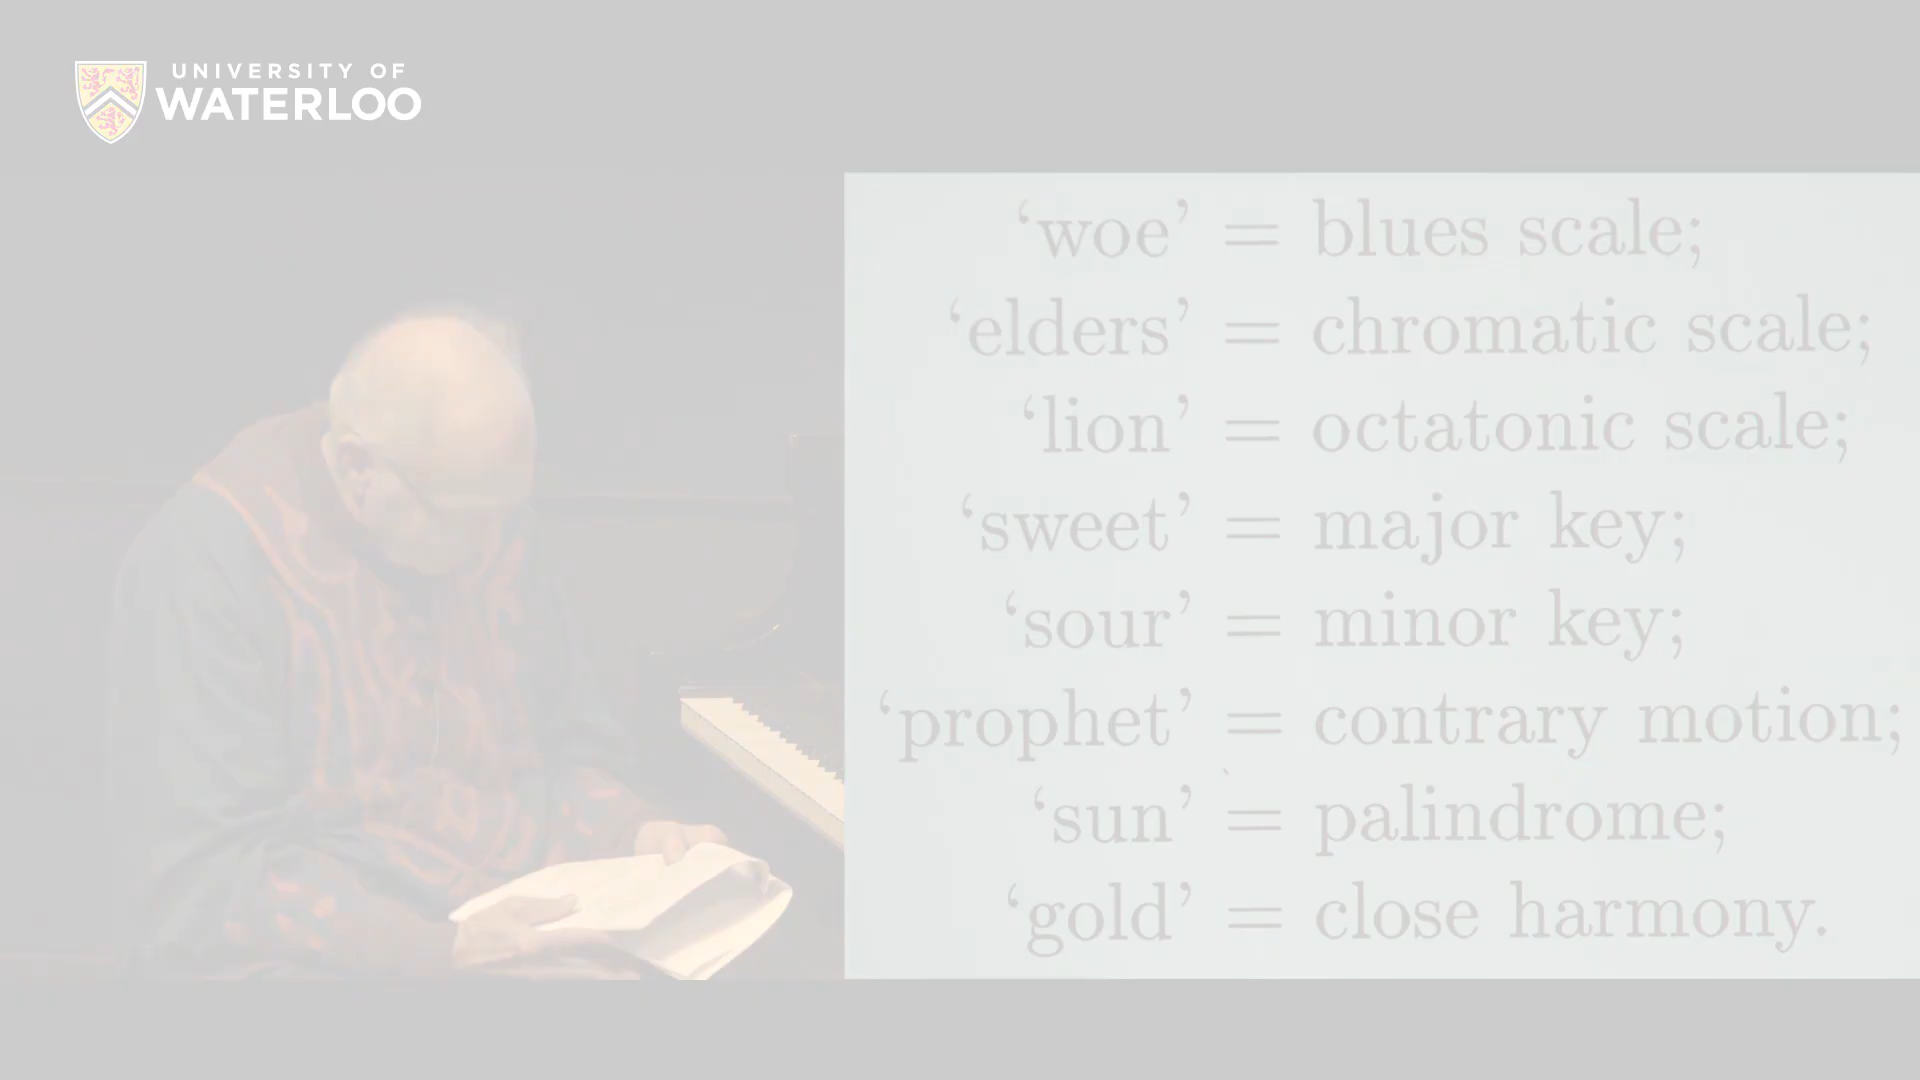 UNIVERSITY OF
WATERLOO
‘woe’ = blues scale;
‘elders’ = chromatic scale;
‘lion’ = octatonic scale;
‘sweet’ = major key;
‘sour’ = minor key;
‘prophet’ = contrary motion;
‘sun’ = palindrome;
‘gold’ = close harmony.